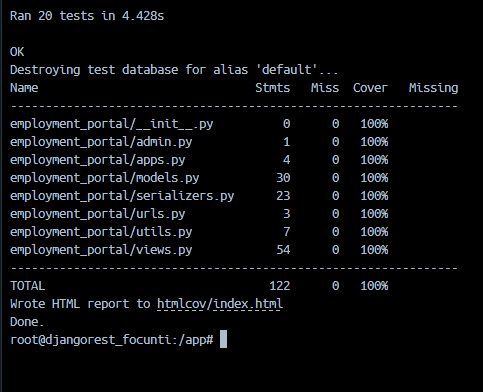 Ran 20 tests in 4.428s
OK
Destroying test database for alias 'default'...
Name Stmts Miss Cover Missing
----------------------------------------------------------------
employment_portal/__init__.py 0 0 100%
employment_portal/admin.py 1 0 100%
employment_portal/apps.py 4 0 100%
employment_portal/models.py 30 0 100%
employment_portal/serializers.py 23 0 100%
employment_portal/urls.py 3 0 100%
employment_portal/utils.py 7 0 100%
employment_portal/views.py 54 0 100%
----------------------------------------------------------------
TOTAL 122 0 100%
Wrote HTML report to htmlcov/index.html
Done.
root@djangorest_focunti:/app#